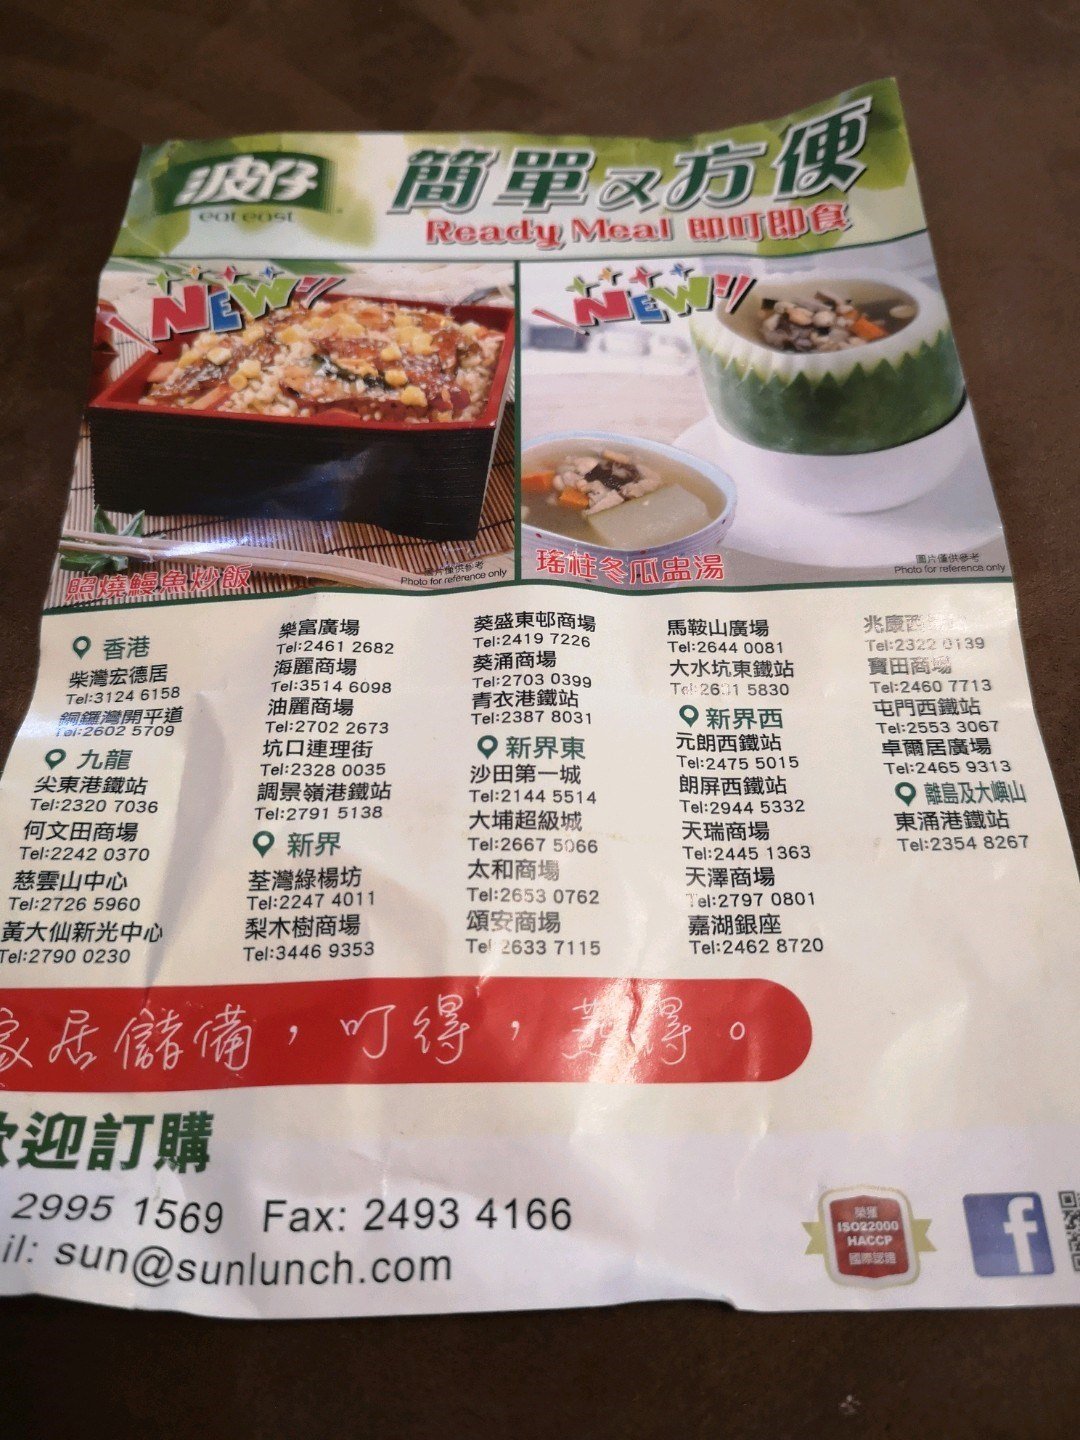 波仔
eat east
簡單又方便
Ready Meal 即叮即食
NEW!!
NEW!!
照燒鰻魚炒飯
圖片僅供參考
Photo for reference only
瑤柱冬瓜盅湯
圖片僅供參考
Photo for reference only
香港
柴灣宏德居
Tel:3124 6158
銅鑼灣開平道
Tel:2602 5709
九龍
尖東港鐵站
Tel:2320 7036
何文田商場
Tel:2242 0370
慈雲山中心
Tel:2726 5960
黃大仙新光中心
Tel:2790 0230
樂富廣場
Tel:2461 2682
海麗商場
Tel:3514 6098
油麗商場
Tel:2702 2673
坑口連理街
Tel:2328 0035
調景嶺港鐵站
Tel:2791 5138
新界
荃灣綠楊坊
Tel:2247 4011
梨木樹商場
Tel:3446 9353
葵盛東邨商場
Tel:2419 7226
葵涌商場
Tel:2703 0399
青衣港鐵站
Tel:2387 8031
新界東
沙田第一城
Tel:2144 5514
大埔超級城
Tel:2667 5066
太和商場
Tel:2653 0762
頌安商場
Tel 2633 7115
馬鞍山廣場
Tel:2644 0081
大水坑東鐵站
Tel:2631 5830
新界西
元朗西鐵站
Tel:2475 5015
朗屏西鐵站
Tel:2944 5332
天瑞商場
Tel:2445 1363
天澤商場
Tel:2797 0801
嘉湖銀座
Tel:2462 8720
兆康西
Tel:2322 0139
寶田商場
Tel:2460 7713
屯門西鐵站
Tel:2553 3067
卓爾居廣場
Tel:2465 9313
離島及大嶼山
東涌港鐵站
Tel:2354 8267
家居儲備，叮得，蒸得。
歡迎訂購
2995 1569 Fax: 2493 4166
il: sun@sunlunch.com
榮獲
ISO22000
HACCP
國際認證
f